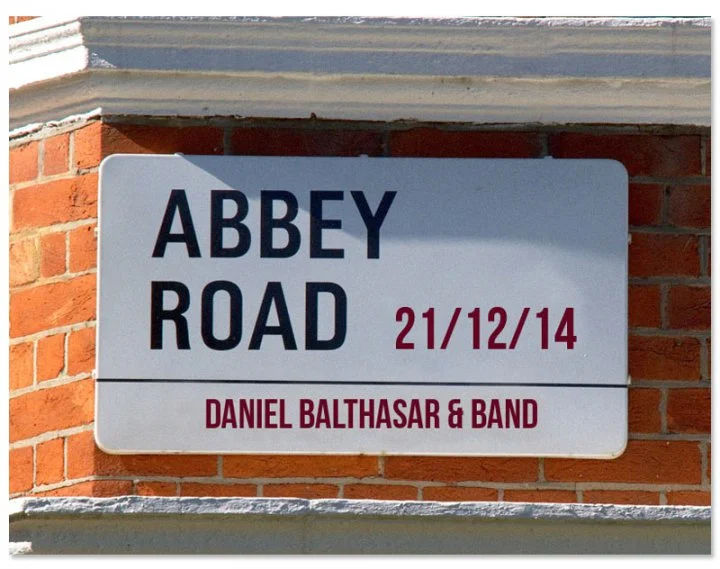 ABBEY
ROAD 21/12/14
DANIEL BALTHASAR & BAND